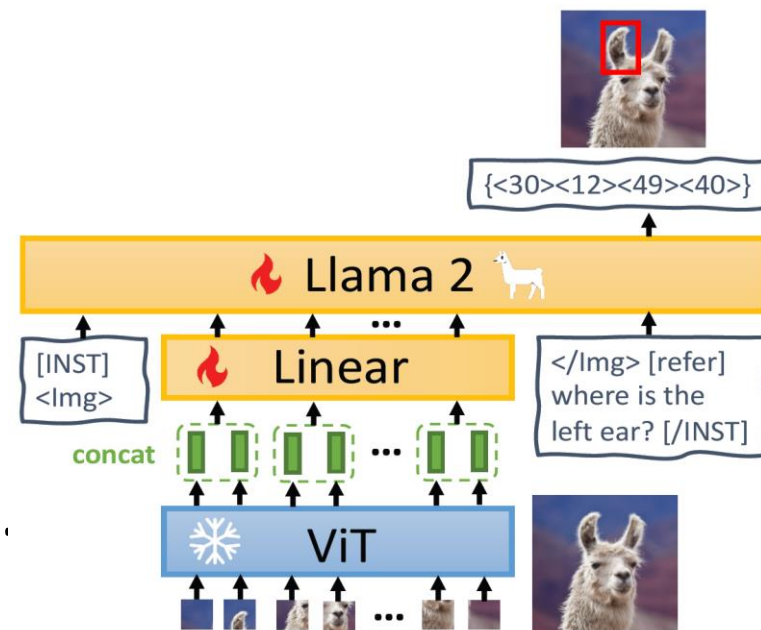 {<30><12><49><40>}
Llama 2
[INST]
<Img>
Linear
</Img> [refer]
where is the
left ear? [/INST]
concat
...
...
ViT
...